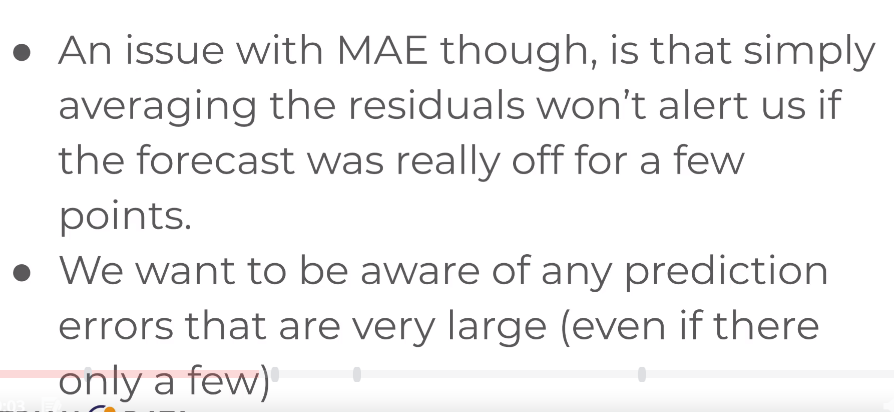 ● An issue with MAE though, is that simply
averaging the residuals won't alert us if
the forecast was really off for a few
points.
● We want to be aware of any prediction
errors that are very large (even if there
only a few)